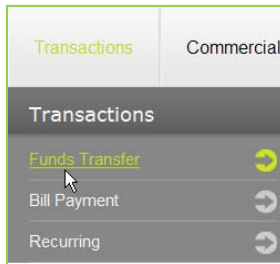 Transactions Commercial
Transactions
Funds Transfer
Bill Payment
Recurring